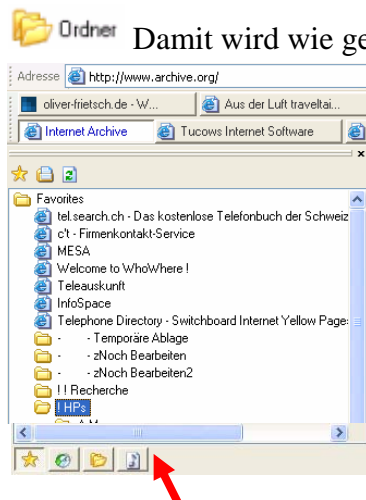 Ordner Damit wird wie ge
Adresse http://www.archive.org/
oliver-frietsch.de - W... Aus der Luft traveltai...
Internet Archive Tucows Internet Software
x
Favorites
tel.search.ch - Das kostenlose Telefonbuch der Schweiz
c't - Firmenkontakt-Service
MESA
Welcome to WhoWhere !
Teleauskunft
InfoSpace
Telephone Directory - Switchboard Internet Yellow Page
- - Temporäre Ablage
- - zNoch Bearbeiten
- - zNoch Bearbeiten2
! ! Recherche
! HPs